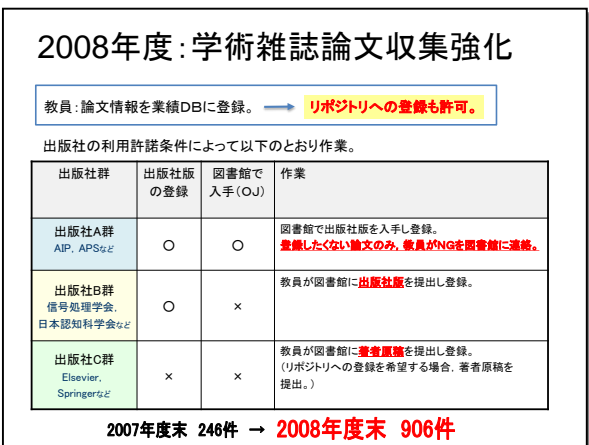 2008年度:学術雑誌論文収集強化
教員:論文情報を業績DBに登録。 → リポジトリへの登録も許可。
出版社の利用許諾条件によって以下のとおり作業。
出版社群 出版社版の登録 図書館で入手(OJ) 作業
出版社A群
AIP, APSなど
○ ○
図書館で出版社版を入手し登録。
登録したくない論文のみ, 教員がNGを図書館に連絡。
出版社B群
信号処理学会,
日本認知科学会など
○ ×
教員が図書館に出版社版を提出し登録。
出版社C群
Elsevier,
Springerなど
× ×
教員が図書館に著者原稿を提出し登録。
(リポジトリへの登録を希望する場合, 著者原稿を
提出。)
2007年度末 246件 → 2008年度末 906件